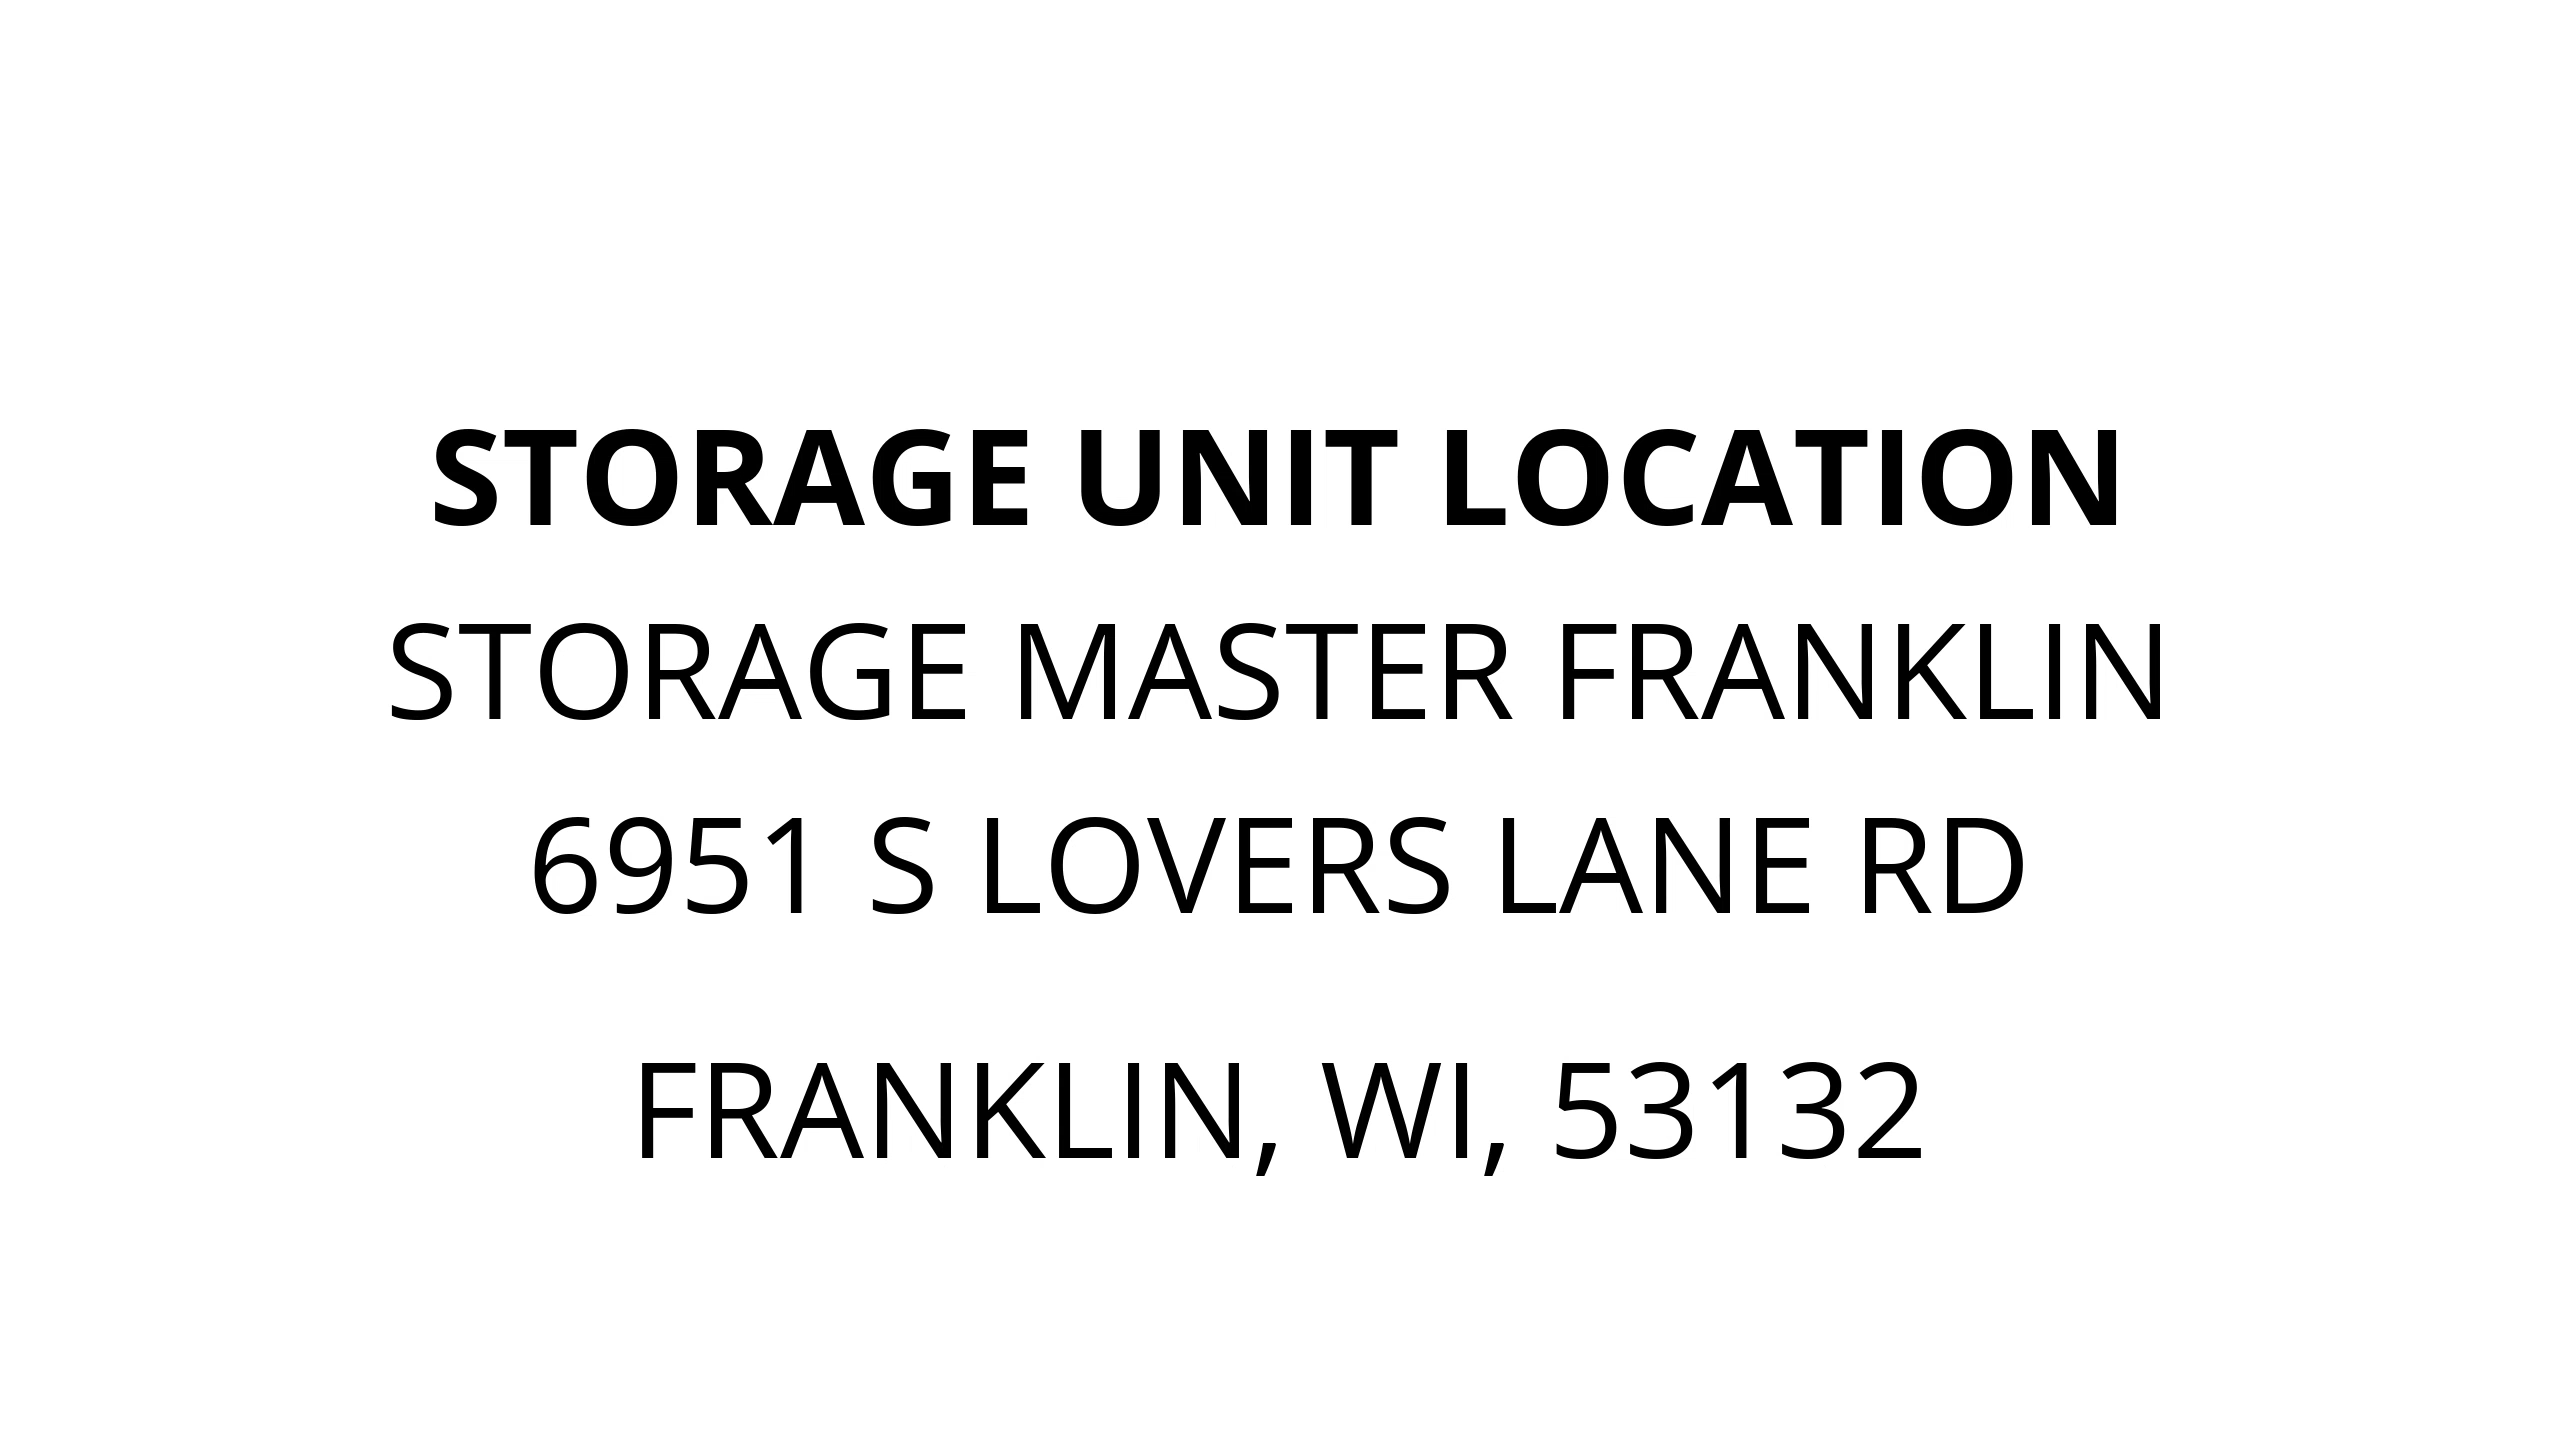 STORAGE UNIT LOCATION
STORAGE MASTER FRANKLIN
6951 S LOVERS LANE RD
FRANKLIN, WI, 53132